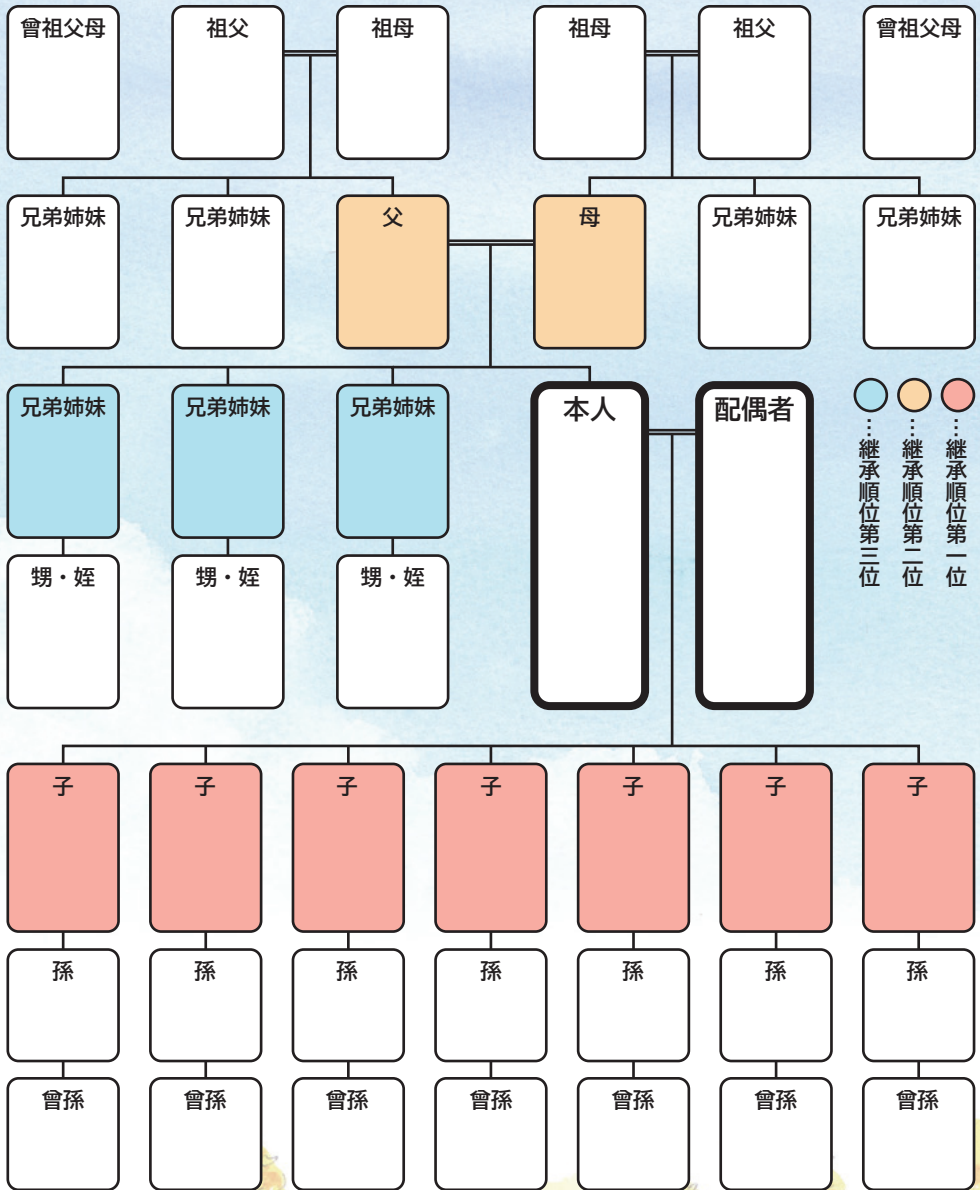 曾祖父母
祖父
祖母
祖母
祖父
曾祖父母
兄弟姉妹
兄弟姉妹
父
母
兄弟姉妹
兄弟姉妹
兄弟姉妹
兄弟姉妹
兄弟姉妹
本人
配偶者
…継承順位第一位
…継承順位第二位
…継承順位第三位
甥・姪
甥・姪
甥・姪
子
子
子
子
子
子
子
孫
孫
孫
孫
孫
孫
孫
曾孫
曾孫
曾孫
曾孫
曾孫
曾孫
曾孫